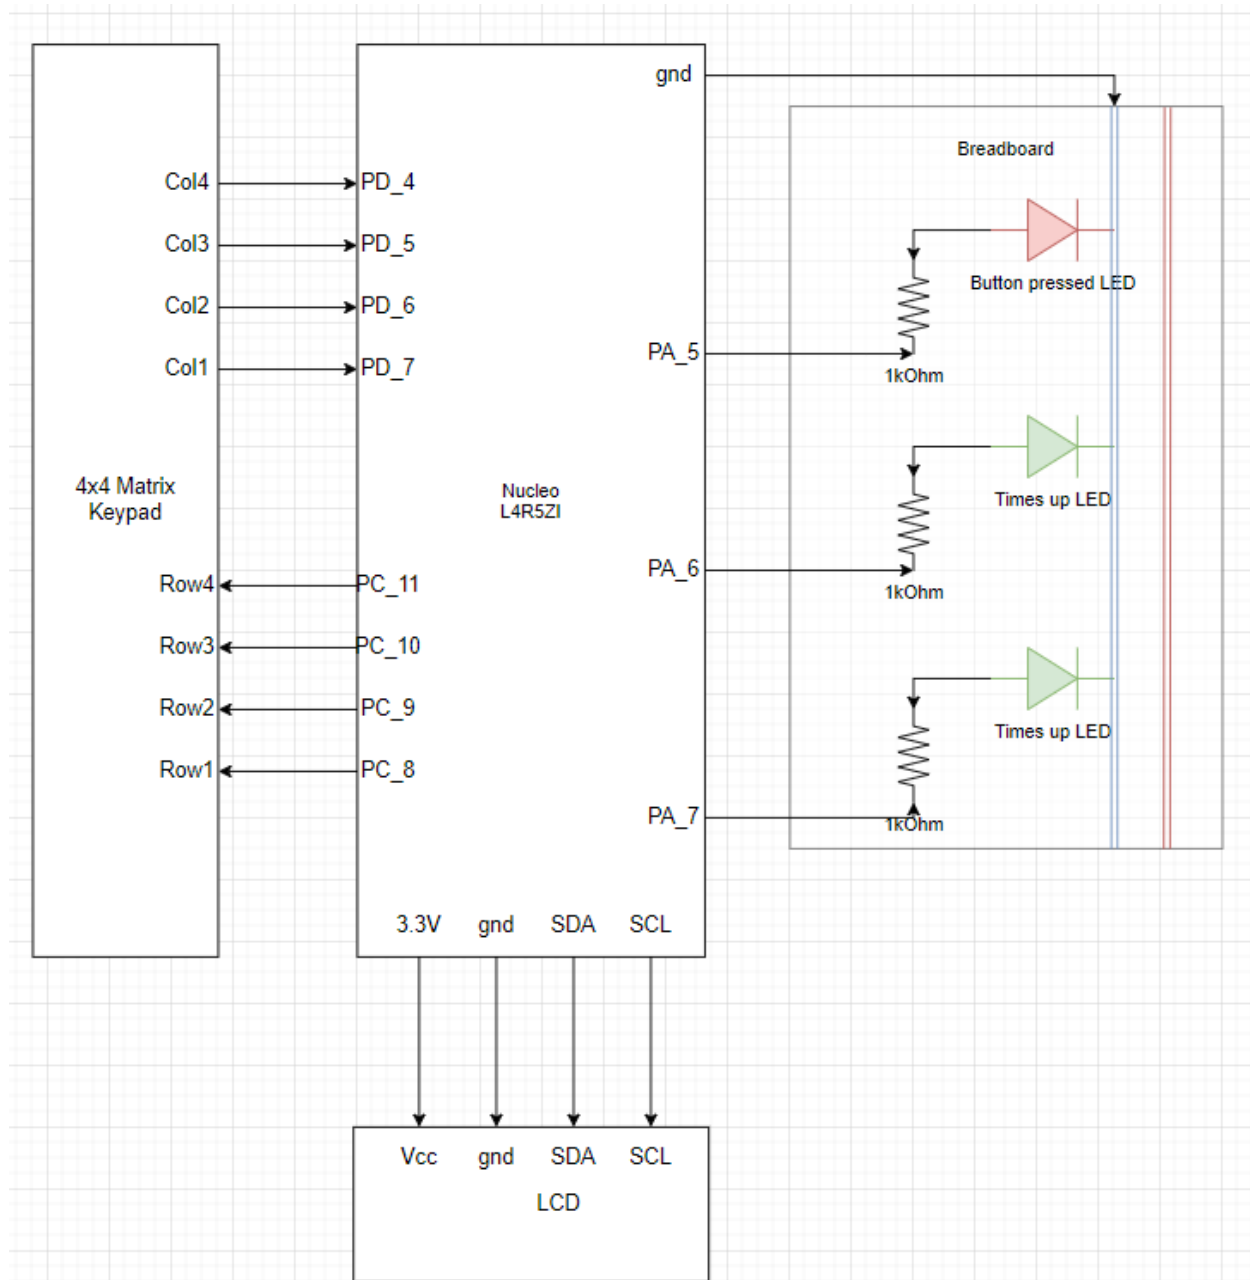 gnd
Breadboard
Col4
PD_4
Col3
PD_5
Button pressed LED
Col2
PD_6
PA_5
Col1
PD_7
1kOhm
4x4 Matrix
Keypad
Nucleo
L4R5ZI
Times up LED
PA_6
Row4
PC_11
1kOhm
Row3
PC_10
Row2
PC_9
Times up LED
Row1
PC_8
PA_7
1kOhm
3.3V gnd SDA SCL
Vcc gnd SDA SCL
LCD